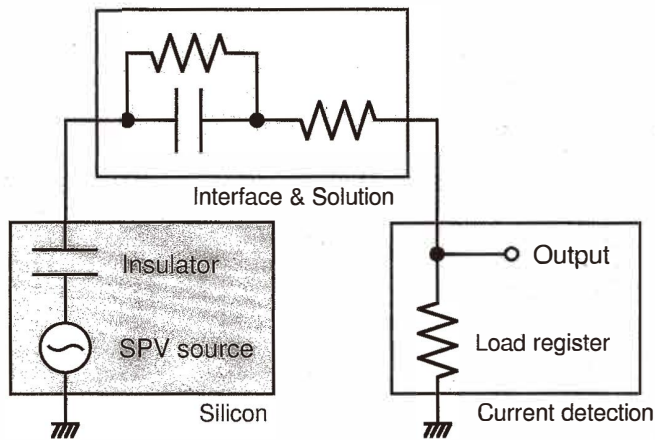 Interface & Solution
Insulator
SPV source
Silicon
Output
Load register
Current detection